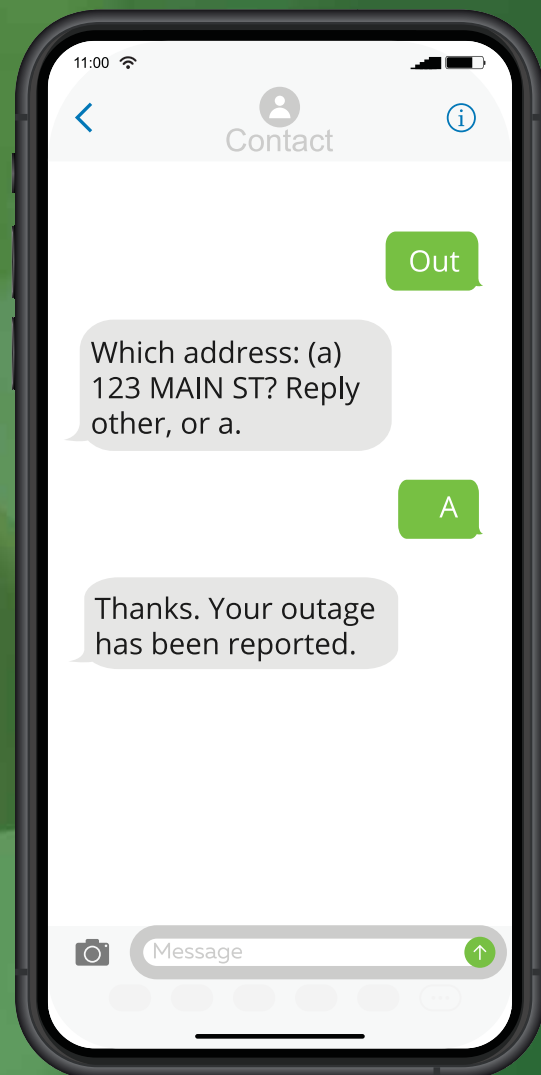 11:00
Contact
Out
Which address: (a)
123 MAIN ST? Reply
other, or a.
A
Thanks. Your outage
has been reported.
Message